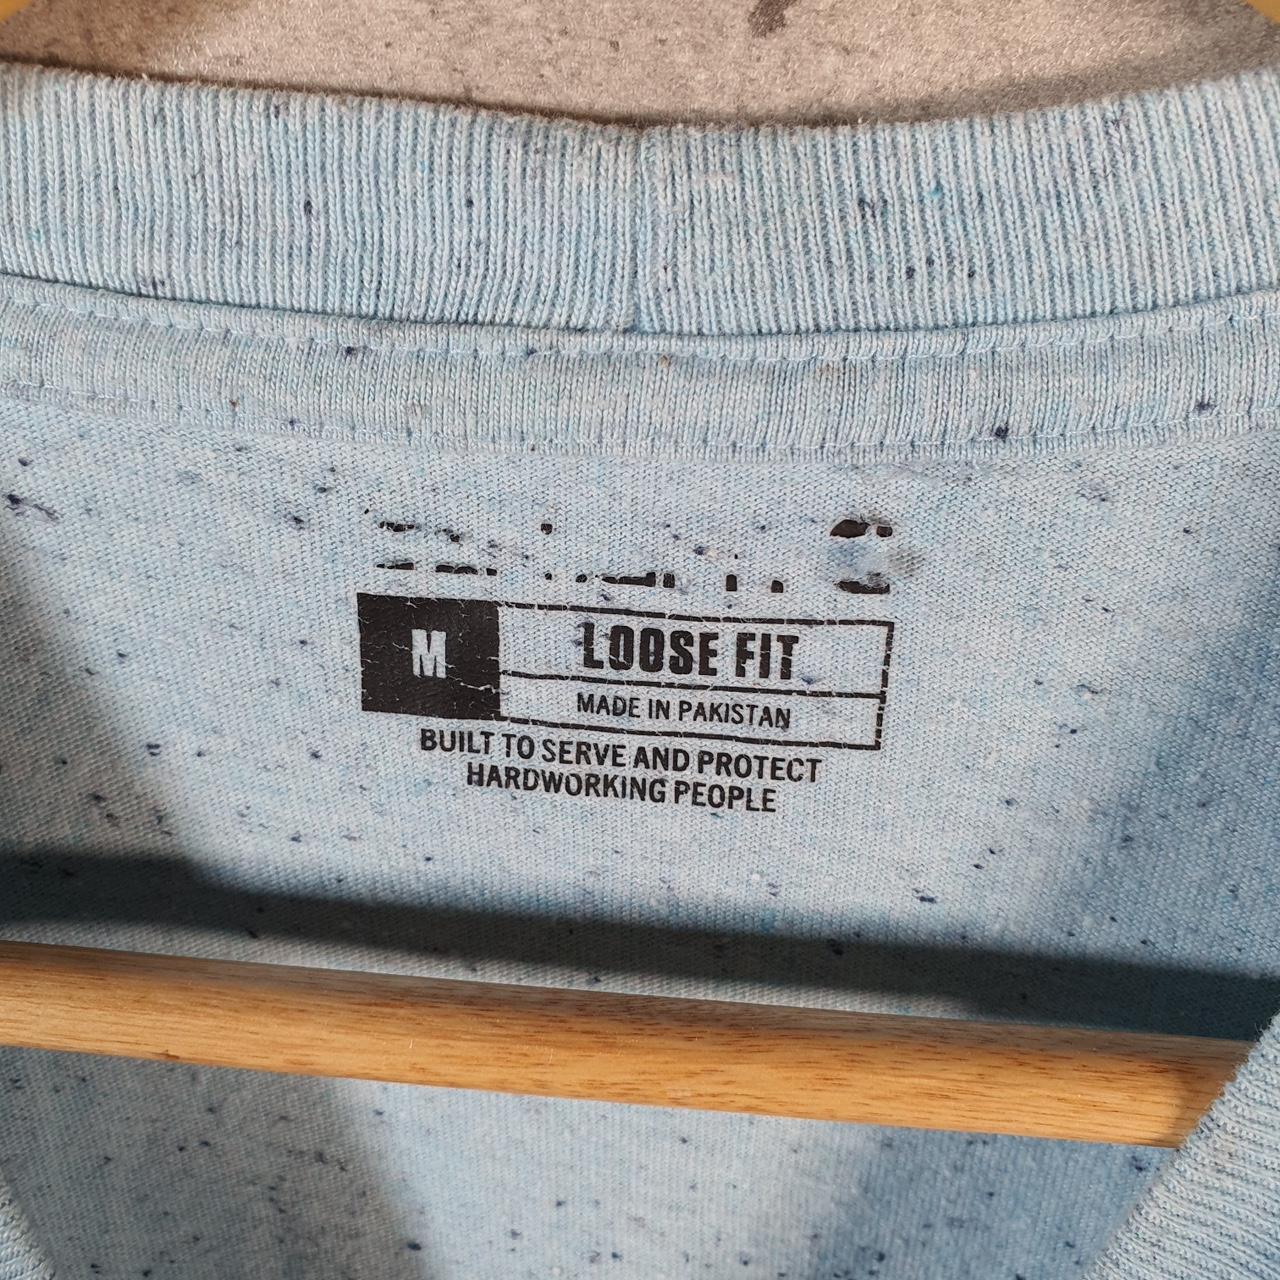 M
LOOSE FIT
MADE IN PAKISTAN
BUILT TO SERVE AND PROTECT
HARDWORKING PEOPLE